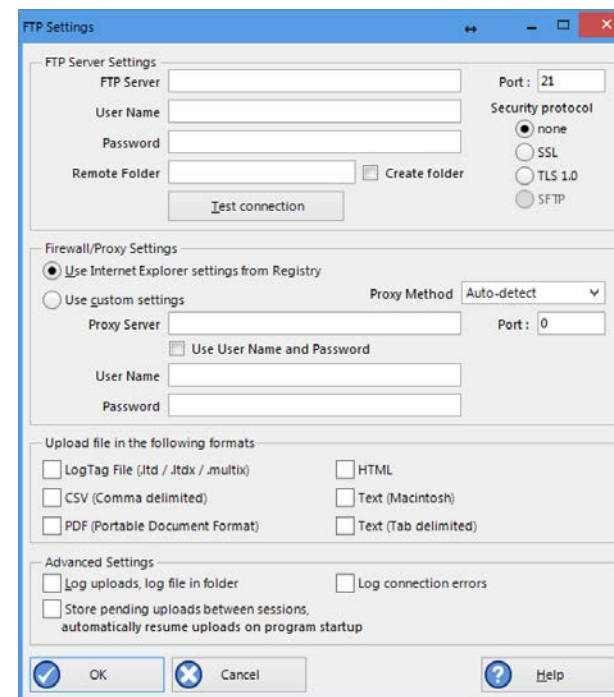 FTP Settings
FTP Server Settings
FTP Server
Port : 21
User Name
Security protocol
none
Password
SSL
Remote Folder
Create folder
TLS 1.0
SFTP
Test connection
Firewall/Proxy Settings
Use Internet Explorer settings from Registry
Use custom settings
Proxy Method Auto-detect
Proxy Server
Port : 0
Use User Name and Password
User Name
Password
Upload file in the following formats
LogTag File (.ltd / .ltdx / .multix)
HTML
CSV (Comma delimited)
Text (Macintosh)
PDF (Portable Document Format)
Text (Tab delimited)
Advanced Settings
Log uploads, log file in folder
Log connection errors
Store pending uploads between sessions,
automatically resume uploads on program startup
OK
Cancel
Help